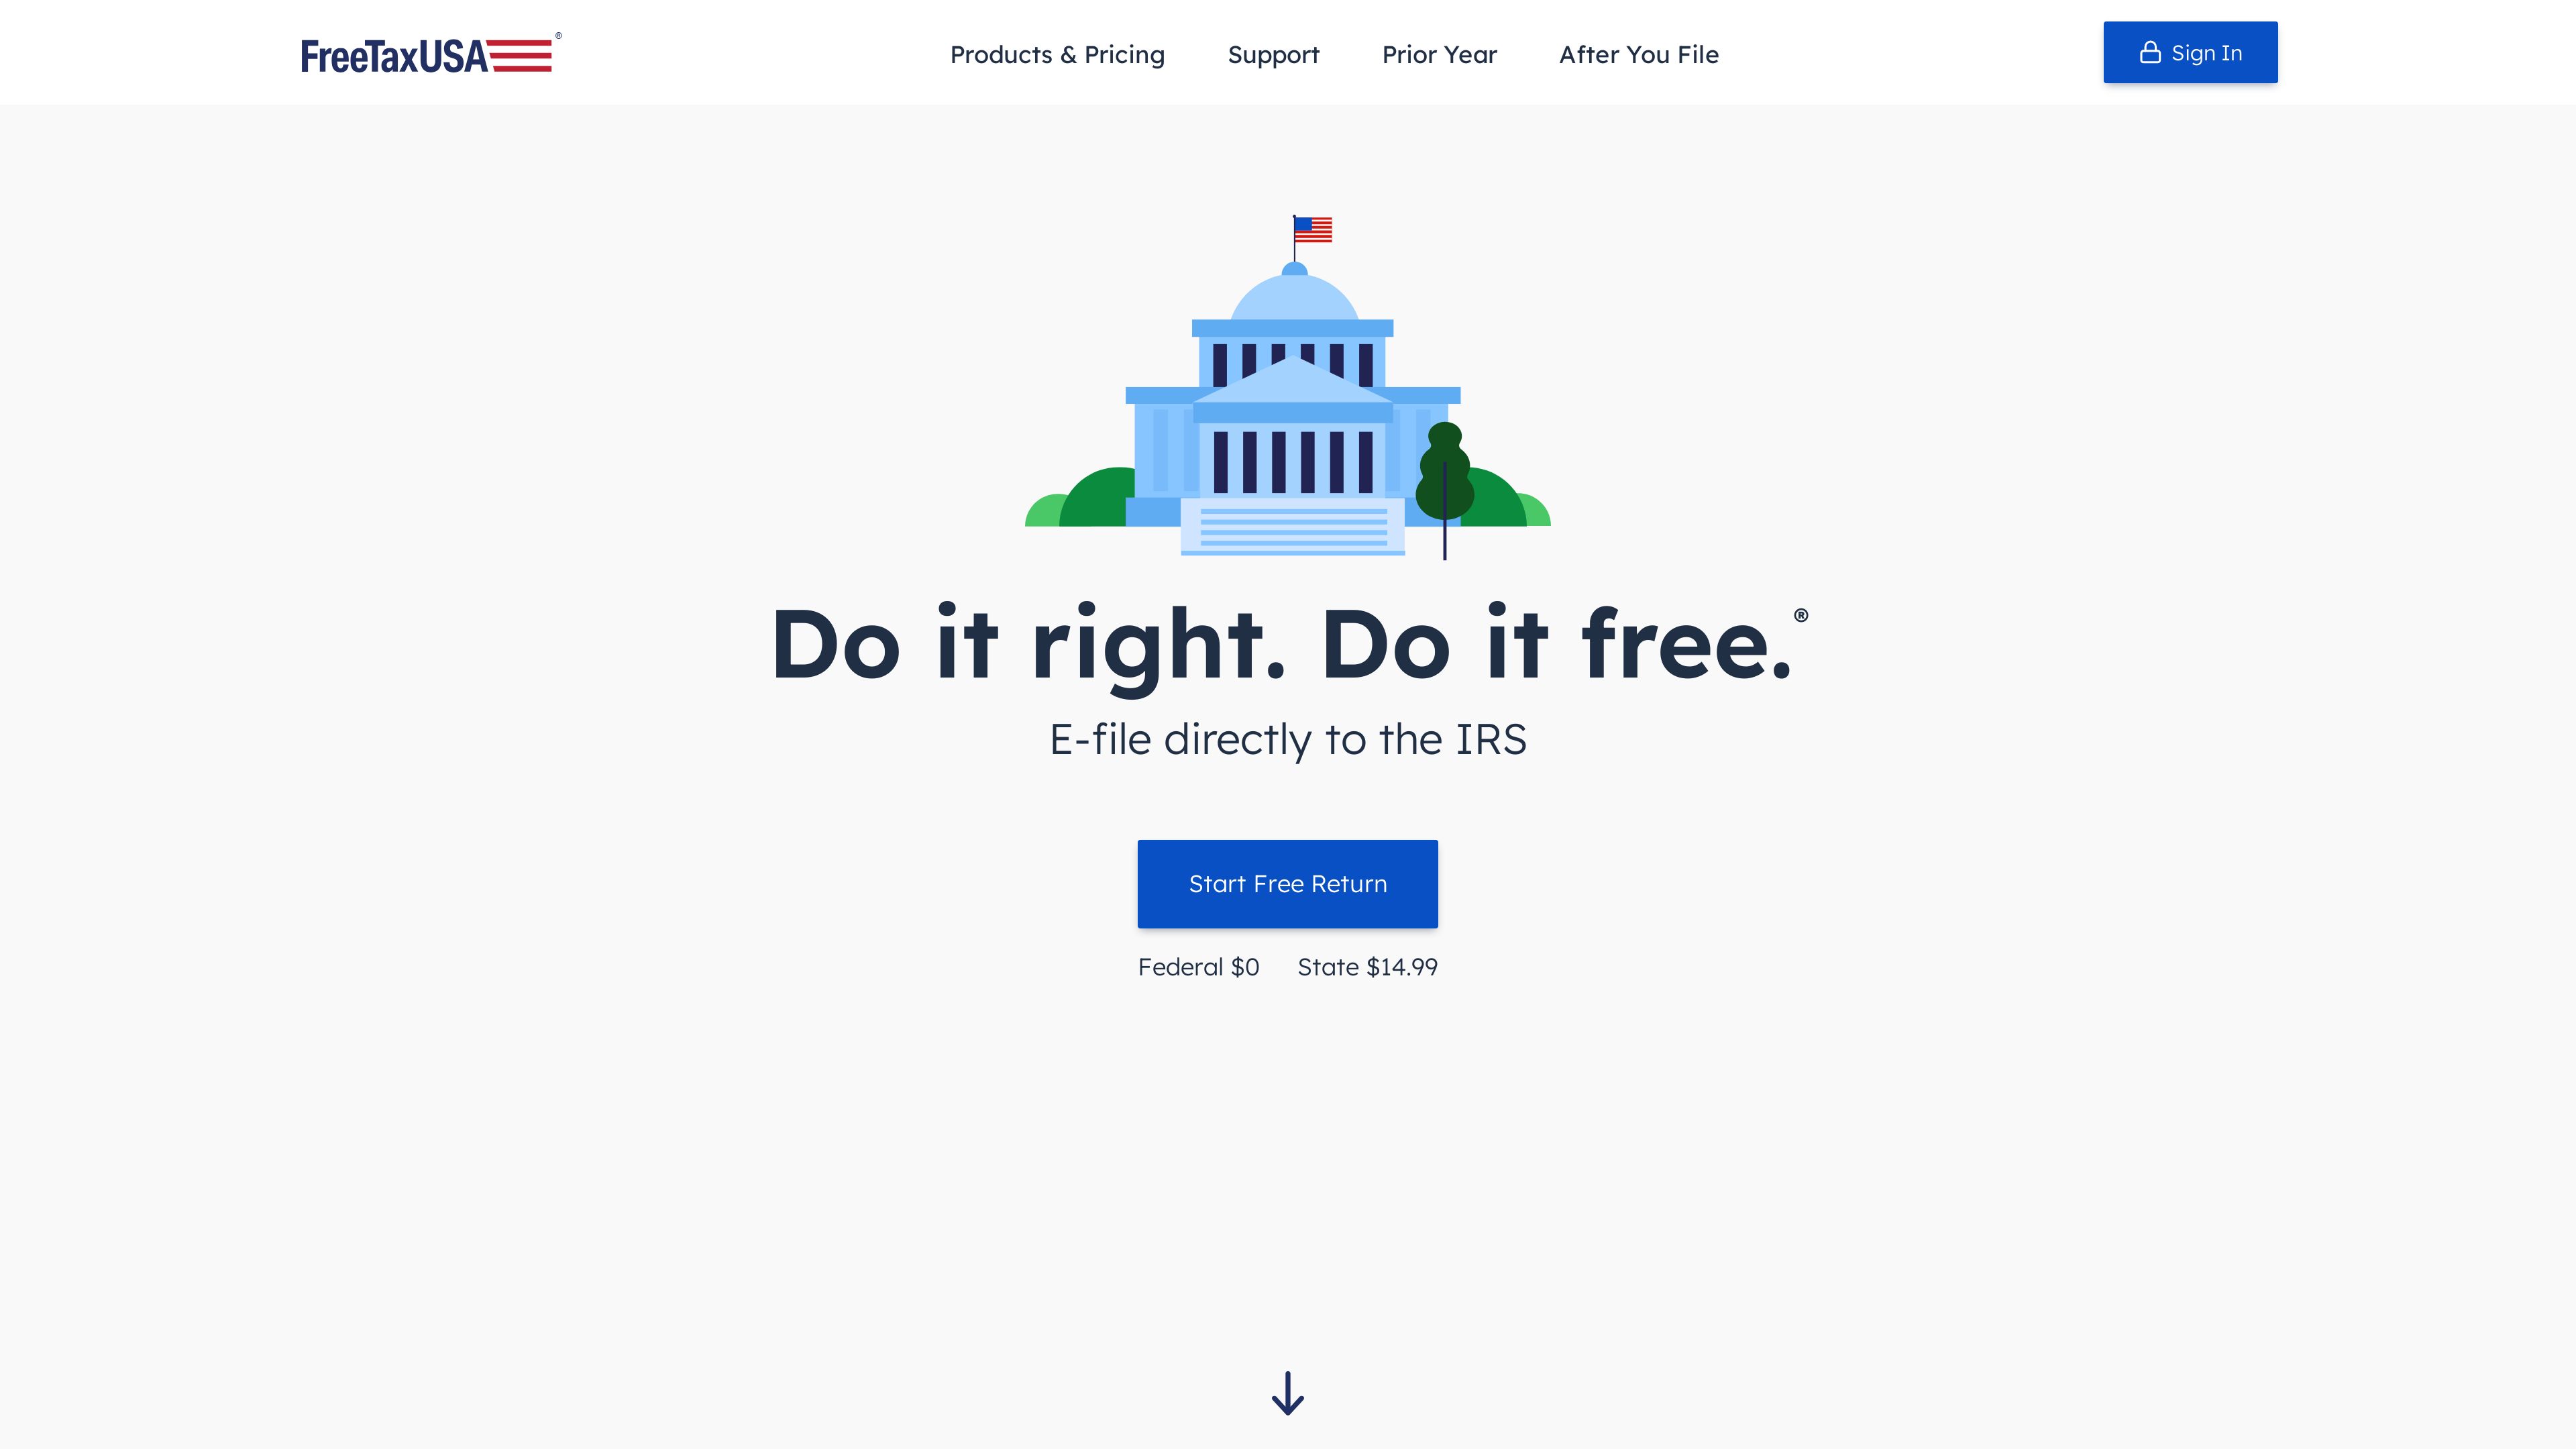 FreeTaxUSA®
Products & Pricing
Support
Prior Year
After You File
Sign In
Do it right. Do it free.®
E-file directly to the IRS
Start Free Return
Federal $0
State $14.99